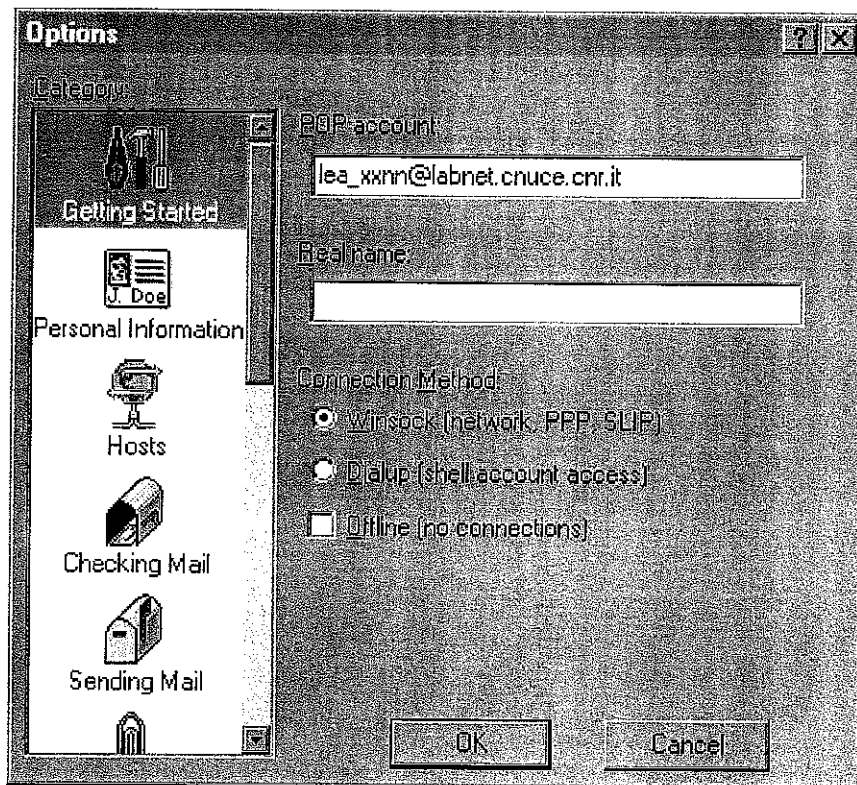 Options
Category:
Getting Started
J. Doe
Personal Information
Hosts
Checking Mail
Sending Mail
POP account:
lea_xxnn@labnet.cnuce.cnr.it
Real name:
Connection Method:
Winsock (network, PPP, SLIP)
Dialup (shell account access)
Offline (no connections)
OK
Cancel